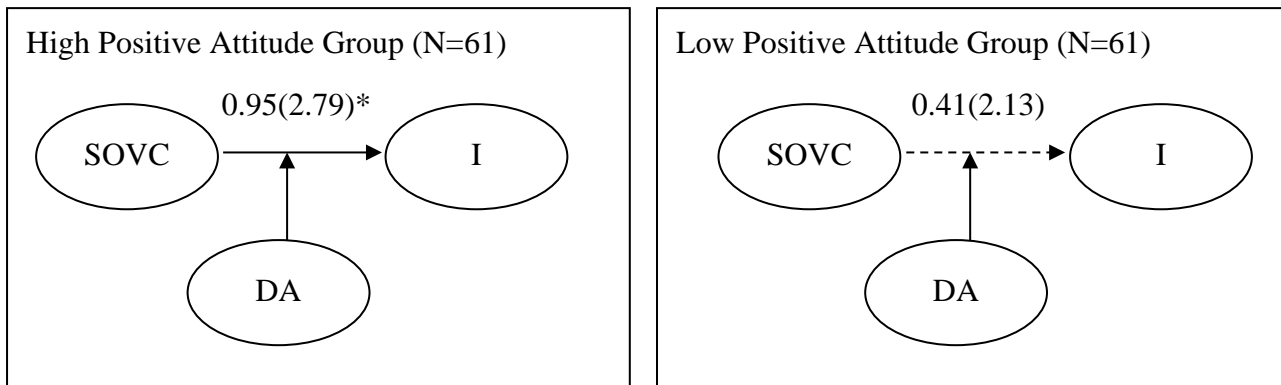 High Positive Attitude Group (N=61)
0.95(2.79)*
SOVC
I
DA
Low Positive Attitude Group (N=61)
0.41(2.13)
SOVC
I
DA